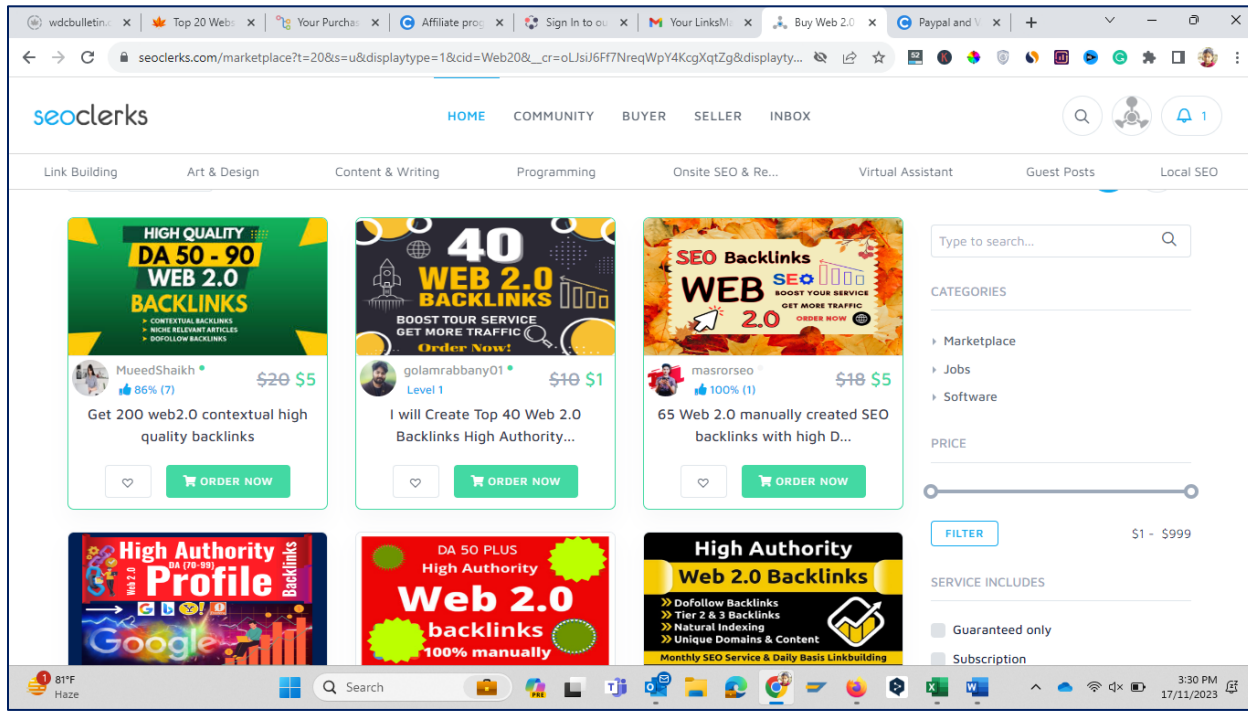 wdcbulletin.c
Top 20 Webs
Your Purchas
Affiliate prog
Sign In to ou
Your LinksMa
Buy Web 2.0
Paypal and V
seoclerks.com/marketplace?t=20&s=u&displaytype=1&cid=Web20&__cr=oLJsiJ6Ff7NreqWpY4KcgXqtZg&displayty...
seoclerks
HOME COMMUNITY BUYER SELLER INBOX
1
Link Building Art & Design Content & Writing Programming Onsite SEO & Re... Virtual Assistant Guest Posts Local SEO
HIGH QUALITY
DA 50 - 90
WEB 2.0
BACKLINKS
CONTEXTUAL BACKLINKS
NICHE RELEVANT ARTICLES
DOFOLLOW BACKLINKS
MueedShaikh
86% (7)
$20 $5
Get 200 web2.0 contextual high
quality backlinks
ORDER NOW
40
WEB 2.0
BACKLINKS
BOOST TOUR SERVICE
GET MORE TRAFFIC
Order Now!
golamrabbany01
Level 1
$10 $1
I will Create Top 40 Web 2.0
Backlinks High Authority...
ORDER NOW
SEO Backlinks
WEB
2.0
SEO
BOOST YOUR SERVICE
GET MORE TRAFFIC
ORDER NOW
masrorseo
100% (1)
$18 $5
65 Web 2.0 manually created SEO
backlinks with high D...
ORDER NOW
Type to search...
CATEGORIES
Marketplace
Jobs
Software
PRICE
FILTER
$1 - $999
SERVICE INCLUDES
Guaranteed only
Subscription
High Authority
DA (70-99)
Web 2.0
Profile
Backlinks
Google
DA 50 PLUS
High Authority
Web 2.0
backlinks
100% manually
High Authority
Web 2.0 Backlinks
Dofollow Backlinks
Tier 2 & 3 Backlinks
Natural Indexing
Unique Domains & Content
Monthly SEO Service & Daily Basis Linkbuilding
1
81°F
Haze
Search
PRE
3:30 PM
17/11/2023